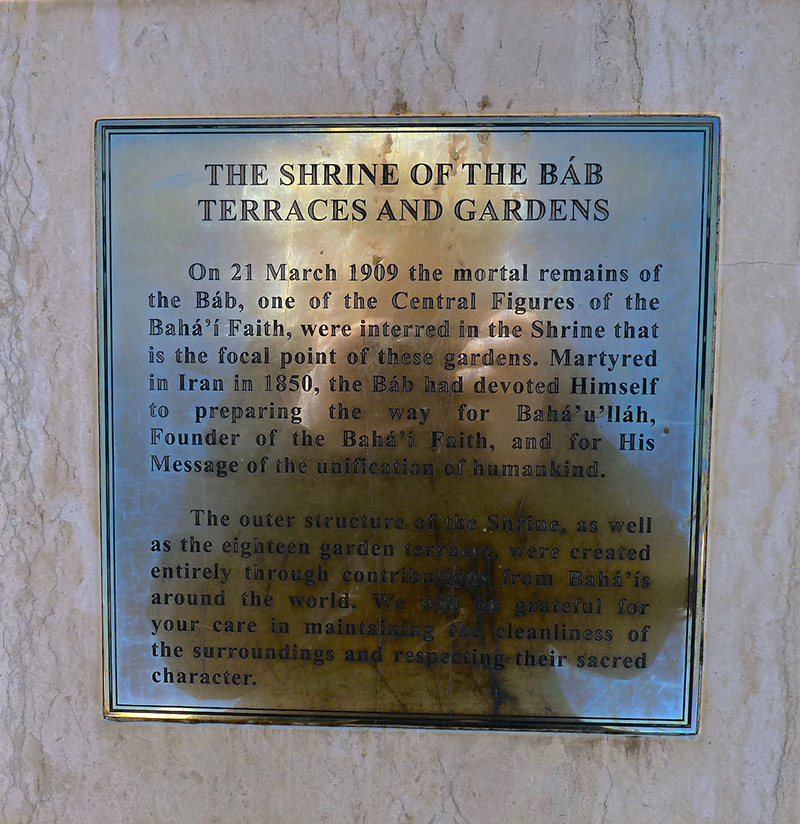 THE SHRINE OF THE BÁB
TERRACES AND GARDENS
On 21 March 1909 the mortal remains of
the Báb, one of the Central Figures of the
Bahá'í Faith, were interred in the Shrine that
is the focal point of these gardens. Martyred
in Iran in 1850, the Báb had devoted Himself
to preparing the way for Bahá'u'lláh,
Founder of the Bahá'í Faith, and for His
Message of the unification of humankind.
The outer structure of the Shrine, as well
as the eighteen garden terraces, were created
entirely through contributions from Bahá'ís
around the world. We will be grateful for
your care in maintaining the cleanliness of
the surroundings and respecting their sacred
character.